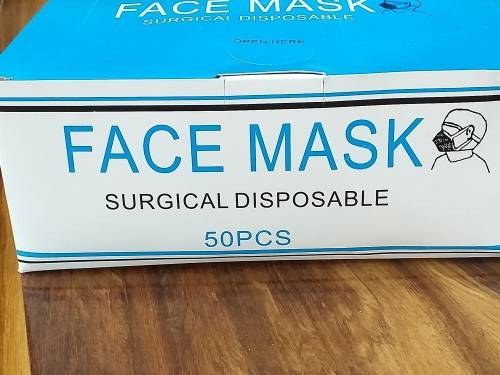 FACE MASK
SURGICAL DISPOSABLE
OPEN HERE
FACE MASK
SURGICAL DISPOSABLE
50PCS